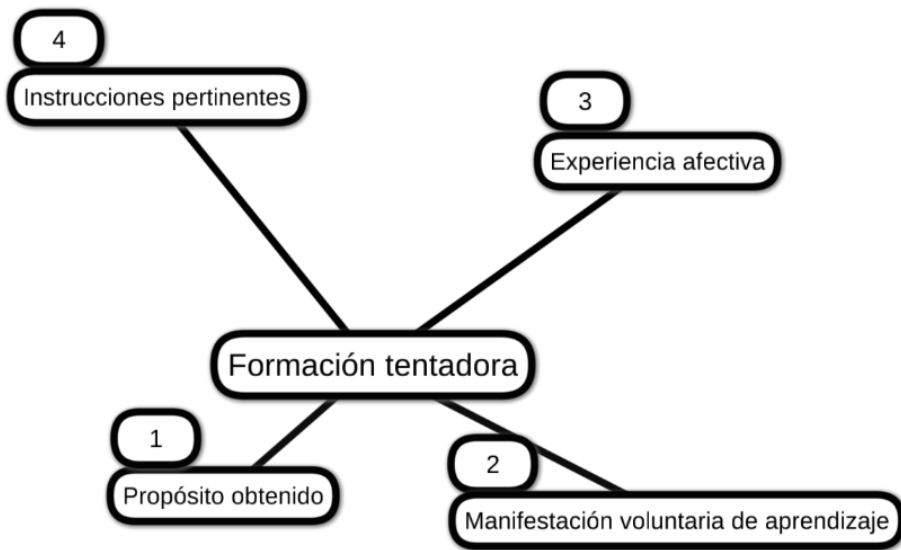 4
Instrucciones pertinentes
3
Experiencia afectiva
Formación tentadora
1
Propósito obtenido
2
Manifestación voluntaria de aprendizaje